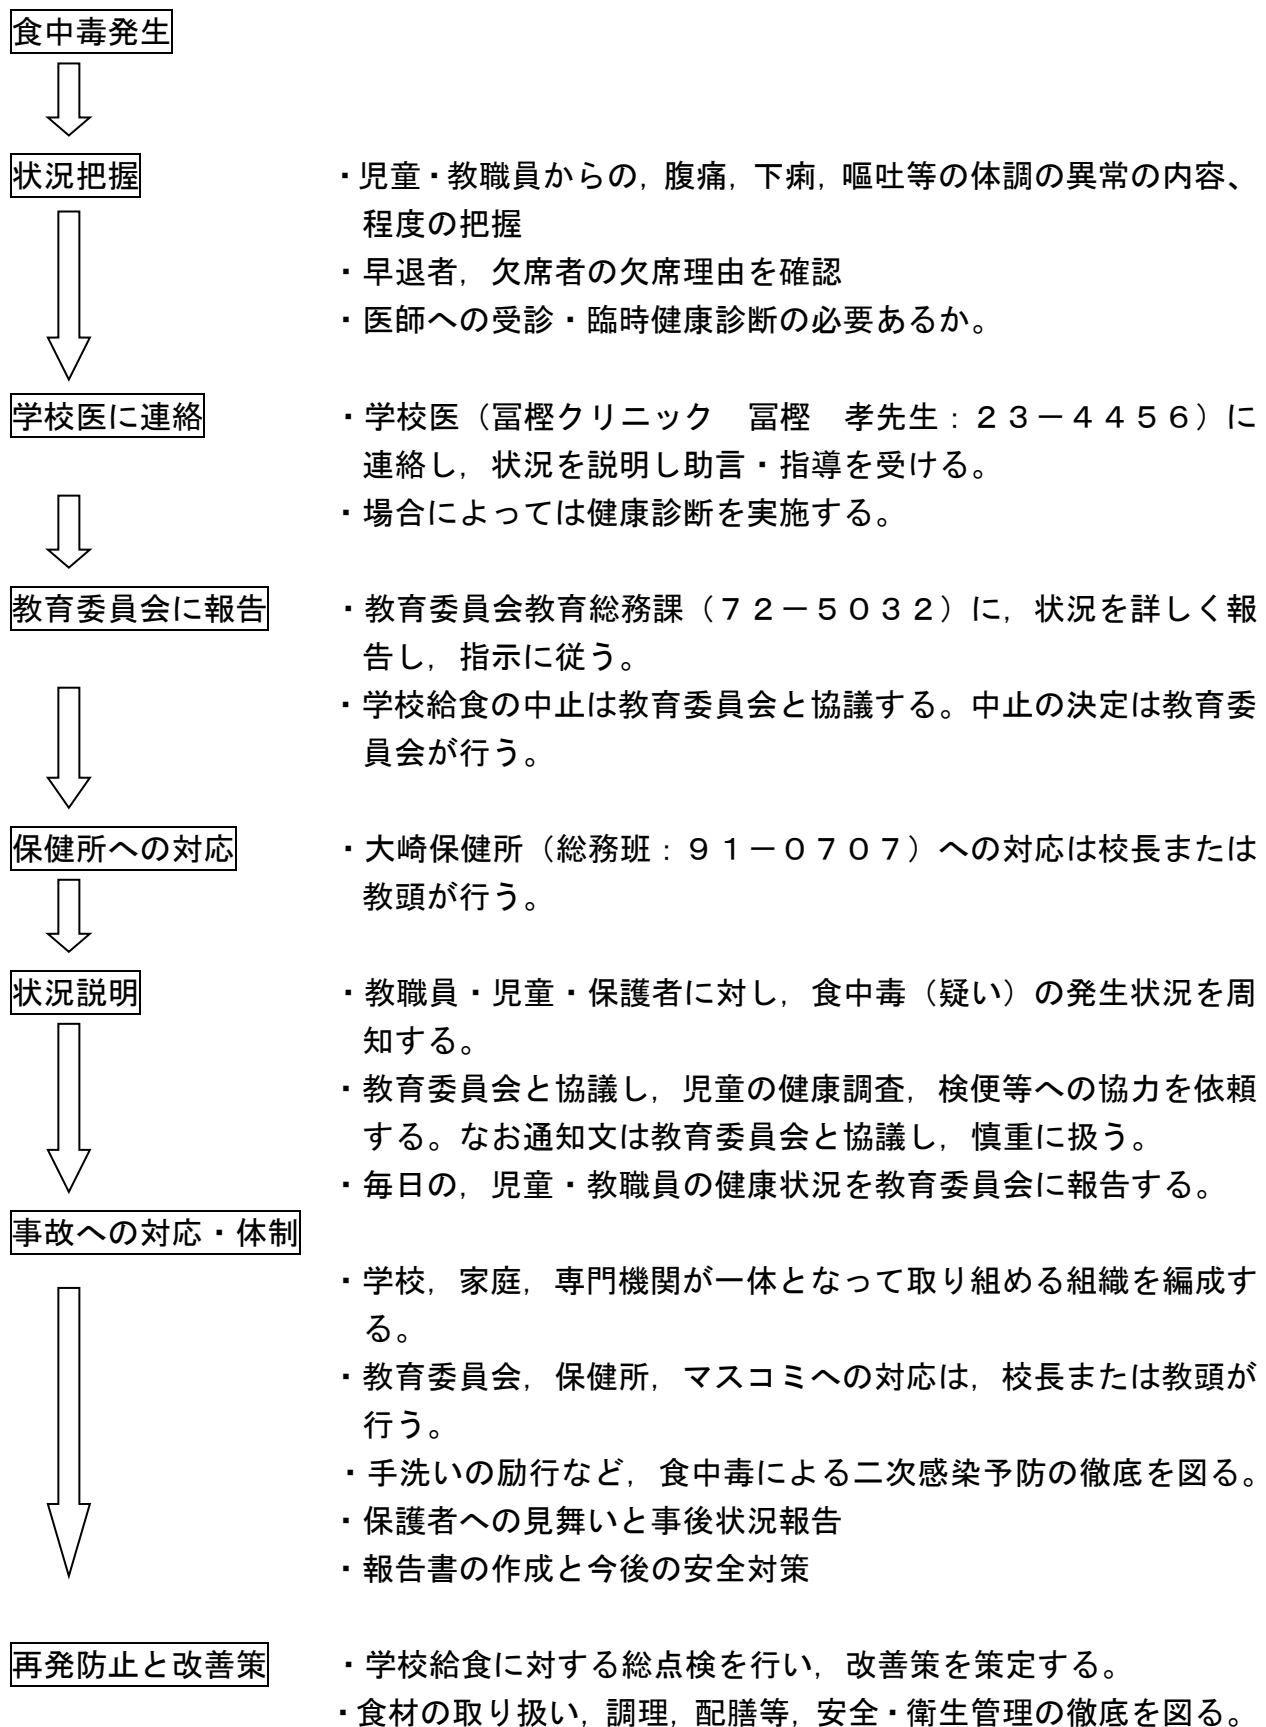 食中毒発生
状況把握
・児童・教職員からの，腹痛，下痢，嘔吐等の体調の異常の内容、
程度の把握
・早退者，欠席者の欠席理由を確認
・医師への受診・臨時健康診断の必要あるか。
学校医に連絡
・学校医（冨樫クリニック　冨樫　孝先生：２３－４４５６）に
連絡し，状況を説明し助言・指導を受ける。
・場合によっては健康診断を実施する。
教育委員会に報告
・教育委員会教育総務課（７２－５０３２）に，状況を詳しく報
告し，指示に従う。
・学校給食の中止は教育委員会と協議する。中止の決定は教育委
員会が行う。
保健所への対応
・大崎保健所（総務班：９１－０７０７）への対応は校長または
教頭が行う。
状況説明
・教職員・児童・保護者に対し，食中毒（疑い）の発生状況を周
知する。
・教育委員会と協議し，児童の健康調査，検便等への協力を依頼
する。なお通知文は教育委員会と協議し，慎重に扱う。
・毎日の，児童・教職員の健康状況を教育委員会に報告する。
事故への対応・体制
・学校，家庭，専門機関が一体となって取り組める組織を編成す
る。
・教育委員会，保健所，マスコミへの対応は，校長または教頭が
行う。
・手洗いの励行など，食中毒による二次感染予防の徹底を図る。
・保護者への見舞いと事後状況報告
・報告書の作成と今後の安全対策
再発防止と改善策
・学校給食に対する総点検を行い，改善策を策定する。
・食材の取り扱い，調理，配膳等，安全・衛生管理の徹底を図る。